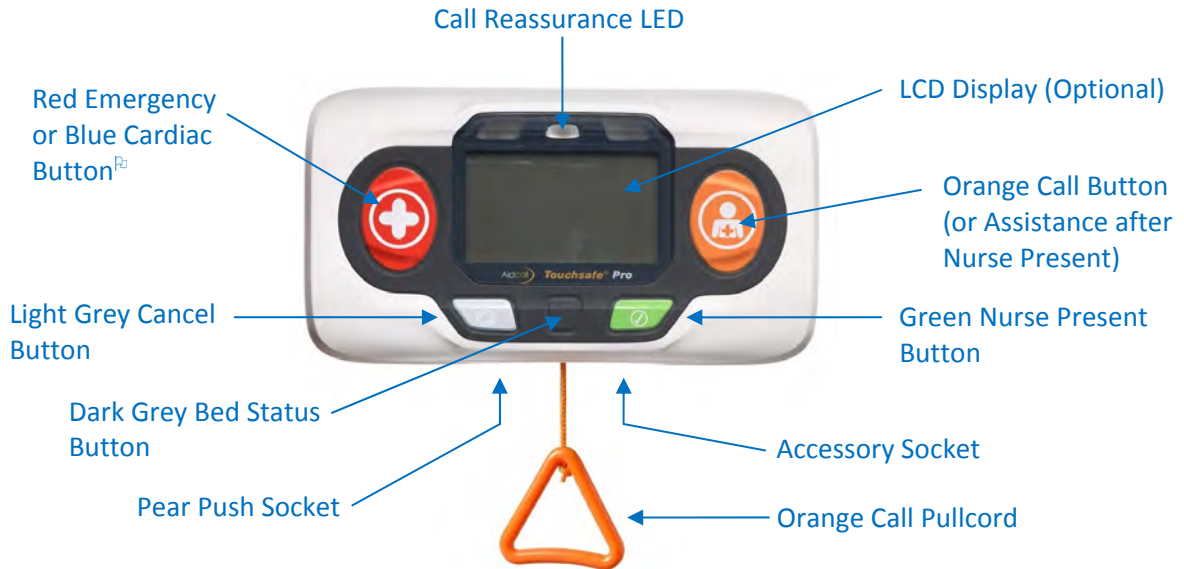 Call Reassurance LED
Red Emergency
or Blue Cardiac
Button
LCD Display (Optional)
Orange Call Button
(or Assistance after
Nurse Present)
Aidcall Touchsafe® Pro
Light Grey Cancel
Button
Green Nurse Present
Button
Dark Grey Bed Status
Button
Accessory Socket
Pear Push Socket
Orange Call Pullcord